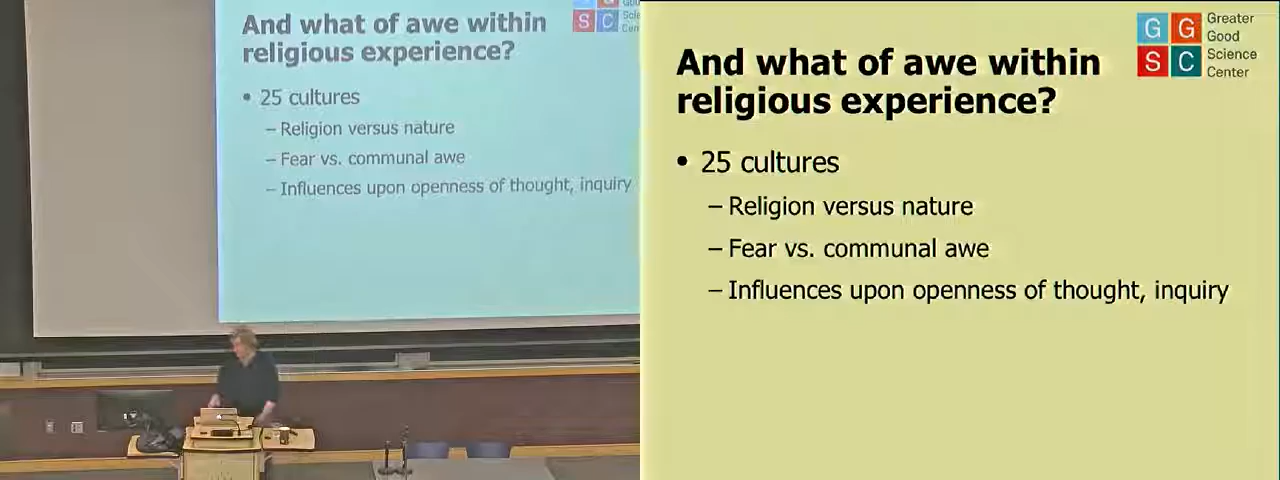 And what of awe within
religious experience?
• 25 cultures
– Religion versus nature
– Fear vs. communal awe
– Influences upon openness of thought, inquiry
S C
And what of awe within
religious experience?
G G
S C
Greater
Good
Science
Center
• 25 cultures
– Religion versus nature
– Fear vs. communal awe
– Influences upon openness of thought, inquiry